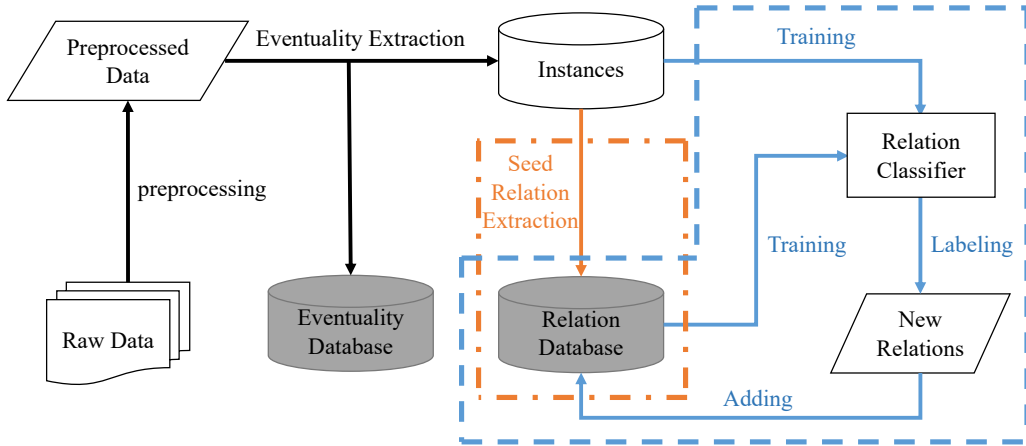 Preprocessed
Data
Eventuality Extraction
Instances
Training
preprocessing
Seed
Relation
Extraction
Relation
Classifier
Training
Labeling
Raw Data
Eventuality
Database
Relation
Database
New
Relations
Adding